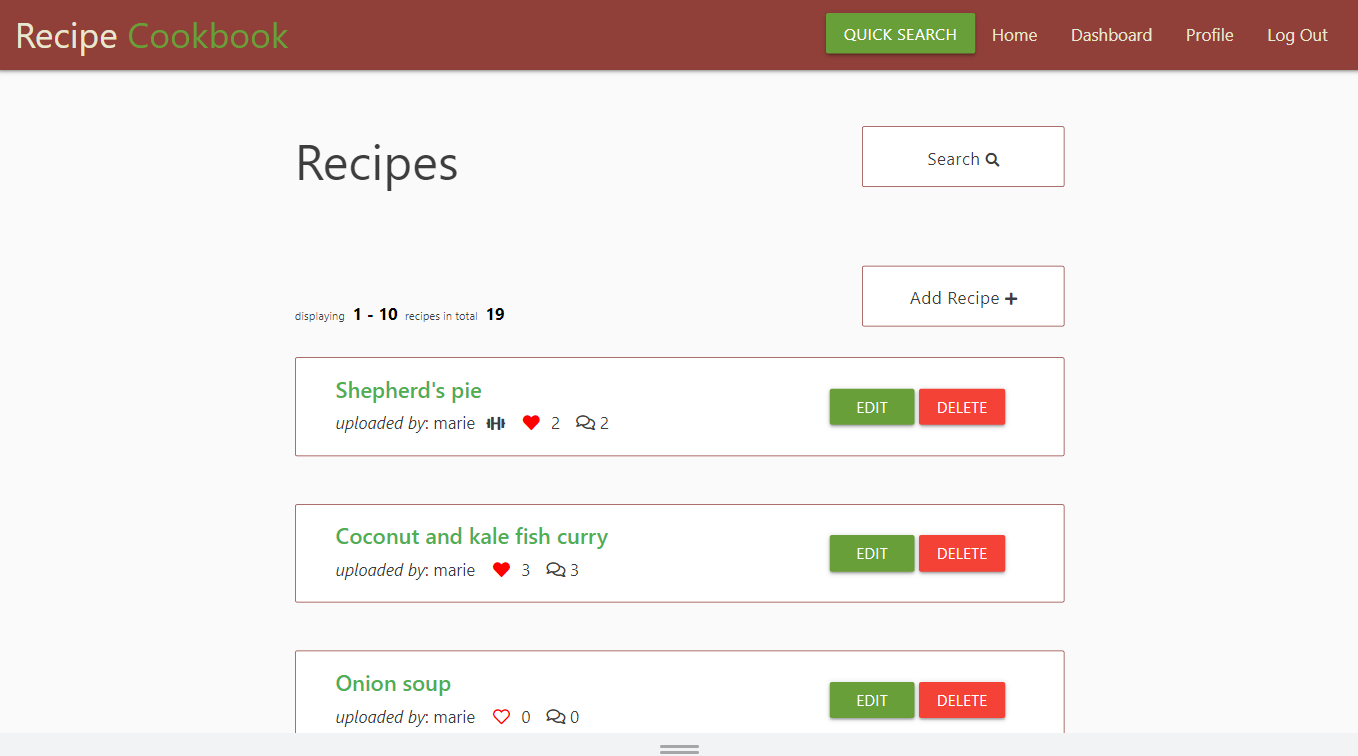 Recipe Cookbook
QUICK SEARCH Home Dashboard Profile Log Out
Recipes
Search
Add Recipe
displaying 1 - 10 recipes in total 19
Shepherd's pie
uploaded by: marie 2 2
EDIT DELETE
Coconut and kale fish curry
uploaded by: marie 3 3
EDIT DELETE
Onion soup
uploaded by: marie 0 0
EDIT DELETE